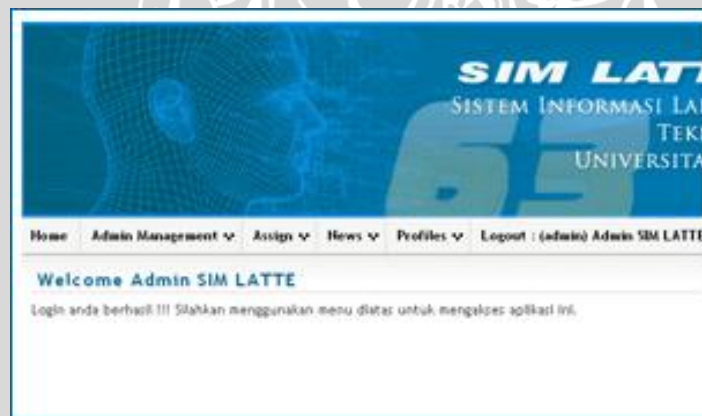 SIM LATT
SISTEM INFORMASI LA
TEK
UNIVERSITA
63
Home Admin Management Assign News Profiles Logout : (admin) Admin SIM LATTE
Welcome Admin SIM LATTE
Login anda berhasil !!! Silahkan menggunakan menu diatas untuk mengakses aplikasi ini.